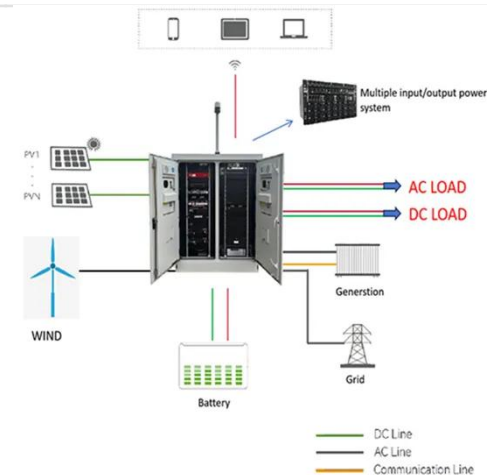 Multiple input/output power
system
PV1
PVN
AC LOAD
DC LOAD
Generstion
WIND
Grid
Battery
DC Line
AC Line
Communication Line